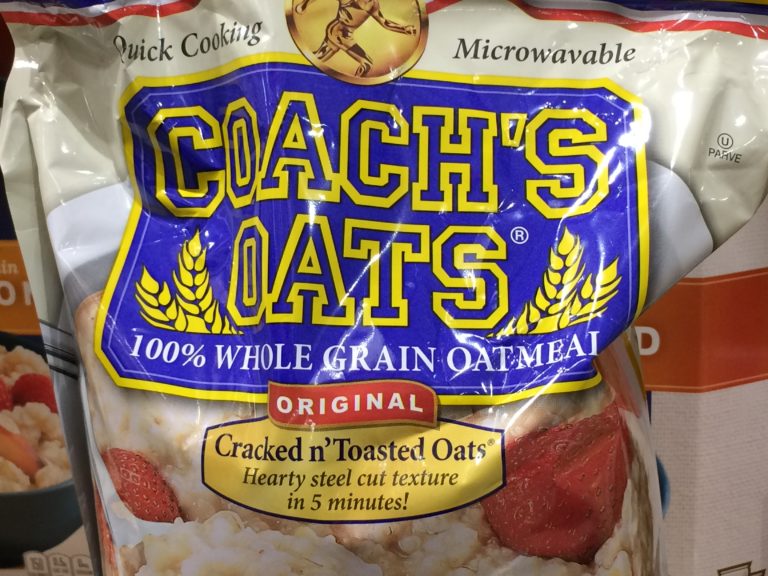 Quick Cooking
Microwavable
COACH'S
OATS®
U
PARVE
100% WHOLE GRAIN OATMEAL
ORIGINAL
Cracked n' Toasted Oats®
Hearty steel cut texture
in 5 minutes!
D